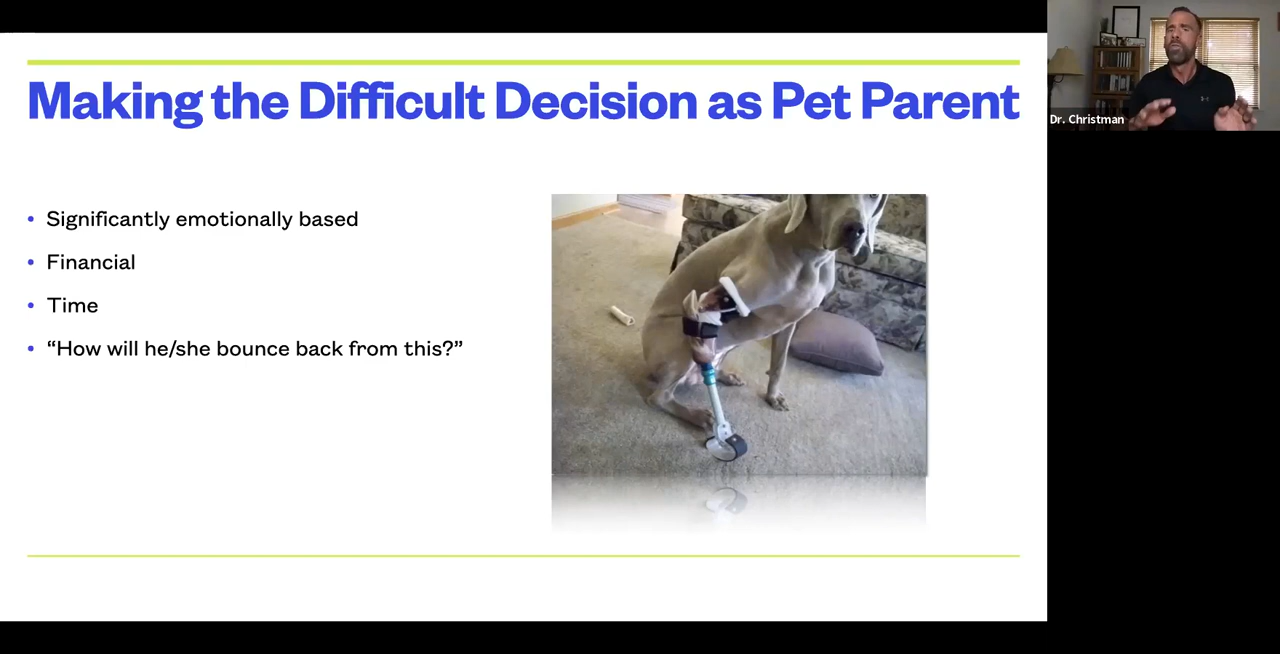 Making the Difficult Decision as Pet Parent
• Significantly emotionally based
• Financial
• Time
• “How will he/she bounce back from this?”
Dr. Christman